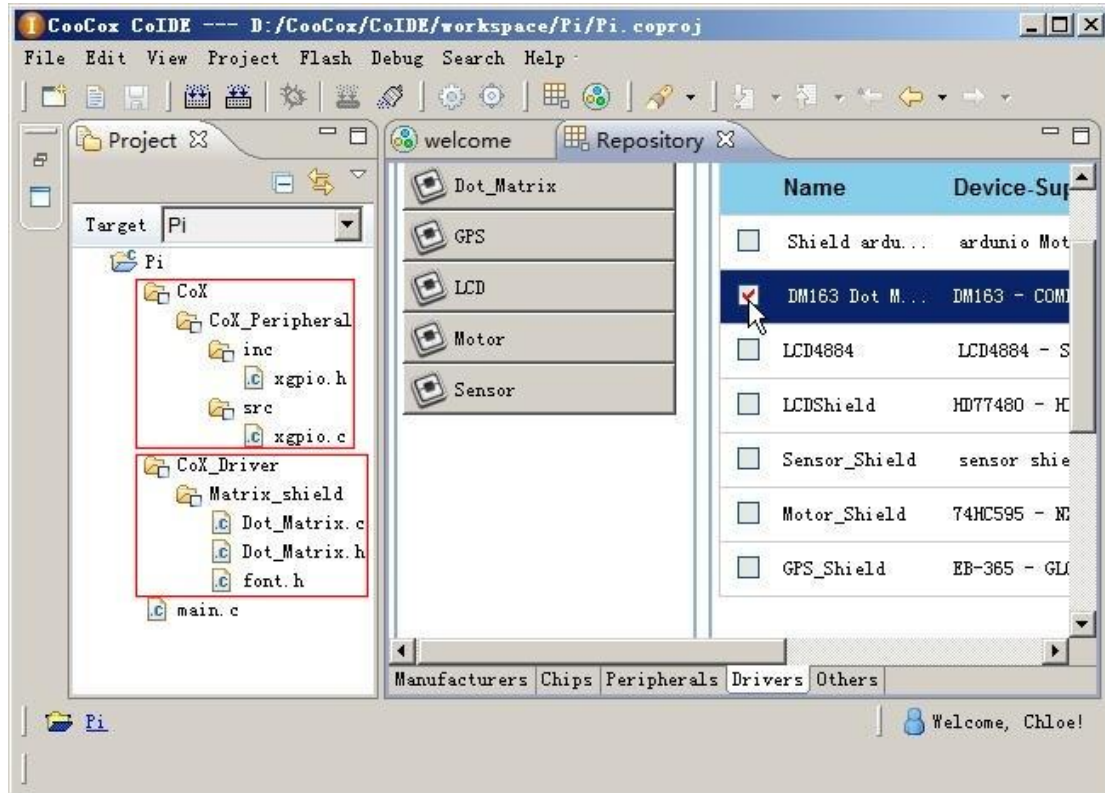 CooCox CoIDE --- D:/CooCox/CoIDE/workspace/Pi/Pi.coproj
File Edit View Project Flash Debug Search Help
Project
Target Pi
Pi
CoX
CoX_Peripheral
inc
xgpio.h
src
xgpio.c
CoX_Driver
Matrix_shield
Dot_Matrix.c
Dot_Matrix.h
font.h
main.c
welcome Repository
Dot_Matrix
GPS
LCD
Motor
Sensor
Name Device-Sup
Shield ardu... ardunio Mot
DM163 Dot M... DM163 - COM
LCD4884 LCD4884 - S
LCDShield HD77480 - H
Sensor_Shield sensor shie
Motor_Shield 74HC595 - N
GPS_Shield EB-365 - GL
Manufacturers Chips Peripherals Drivers Others
Pi Welcome, Chloe!